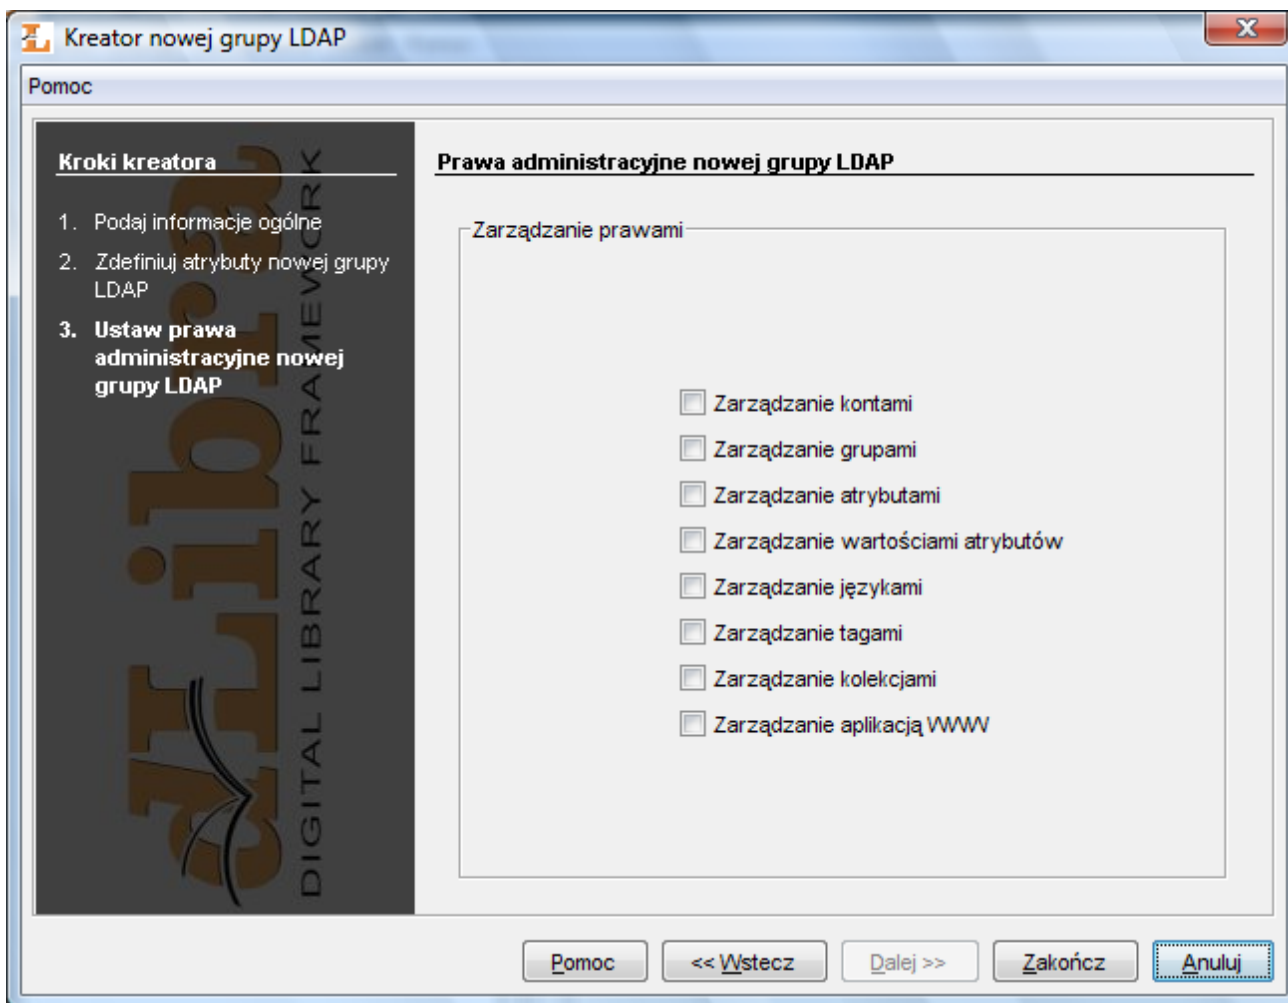 Kreator nowej grupy LDAP
Pomoc
Kroki kreatora
1. Podaj informacje ogólne
2. Zdefiniuj atrybuty nowej grupy
LDAP
3. Ustaw prawa
administracyjne nowej
grupy LDAP
dLibra
DIGITAL LIBRARY FRAMEWORK
Prawa administracyjne nowej grupy LDAP
Zarządzanie prawami
Zarządzanie kontami
Zarządzanie grupami
Zarządzanie atrybutami
Zarządzanie wartościami atrybutów
Zarządzanie językami
Zarządzanie tagami
Zarządzanie kolekcjami
Zarządzanie aplikacją WWW
Pomoc
<< Wstecz
Dalej >>
Zakończ
Anuluj